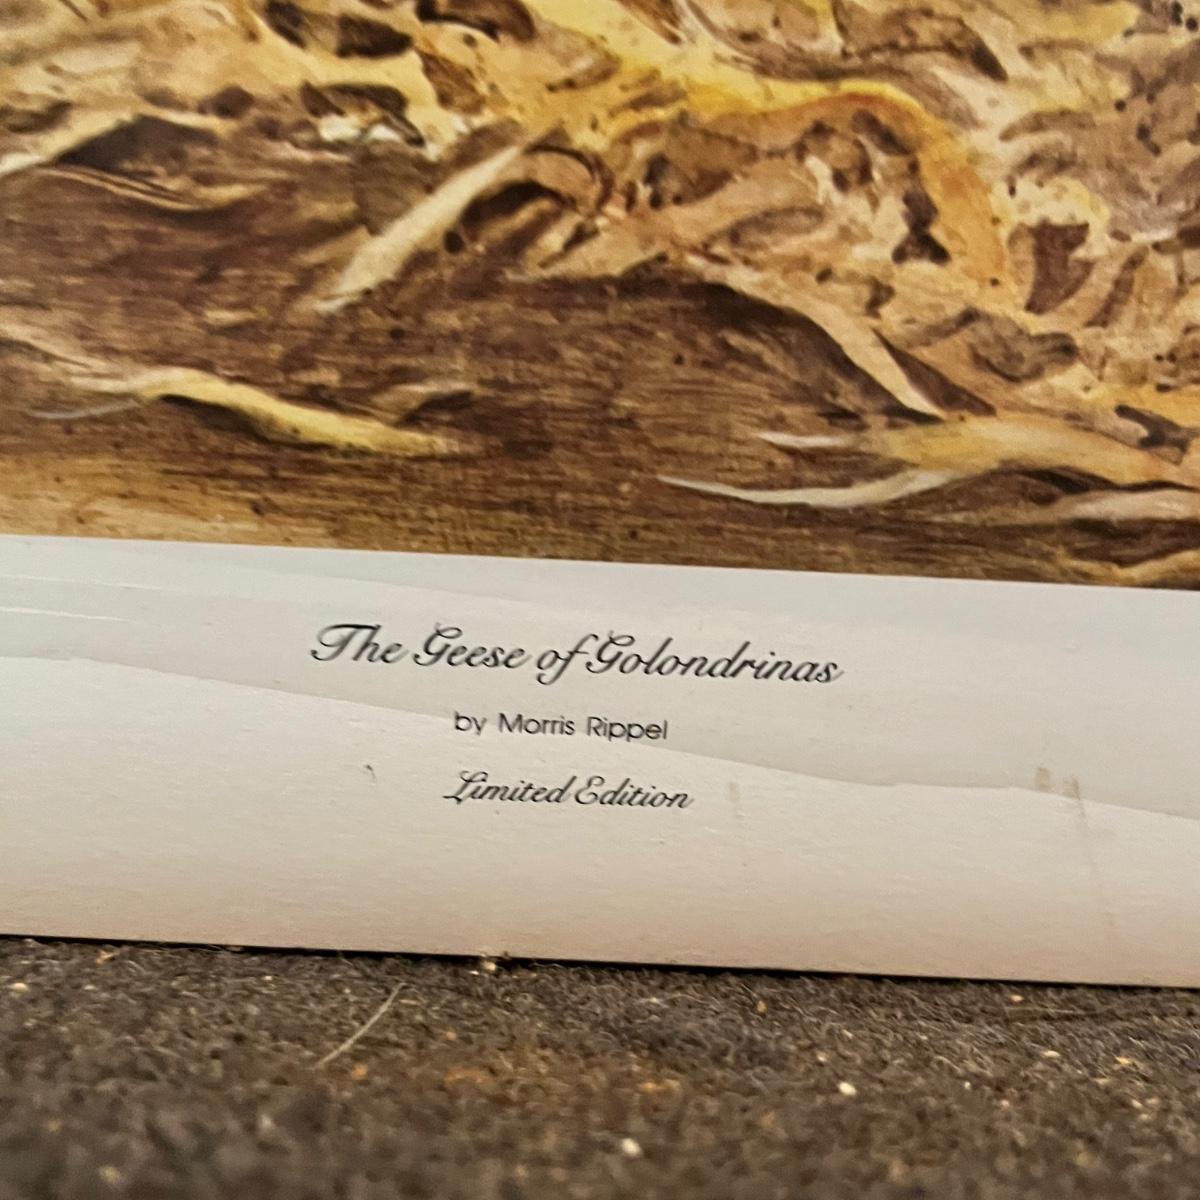 The Geese of Golondrinas
by Morris Rippel
Limited Edition